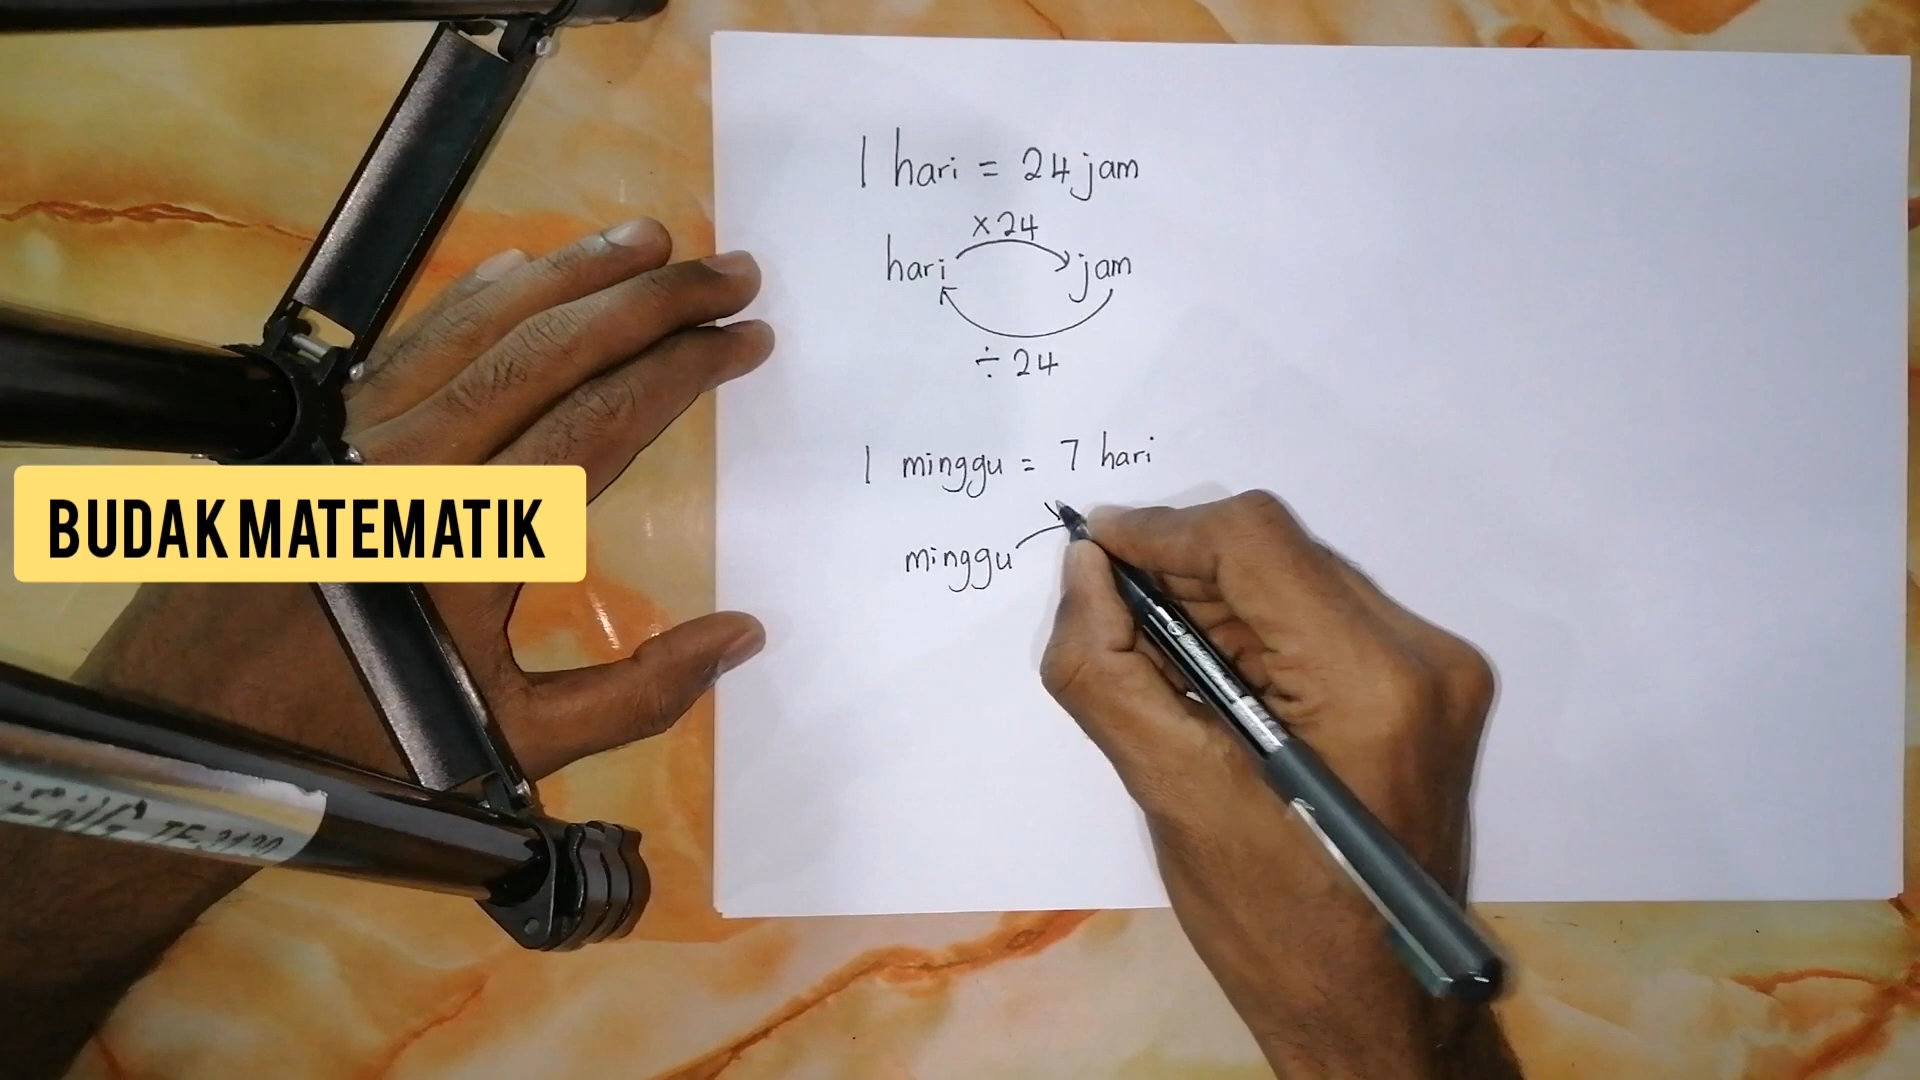 1 hari = 24 jam
x 24
hari jam
÷ 24
1 minggu = 7 hari
minggu
BUDAK MATEMATIK